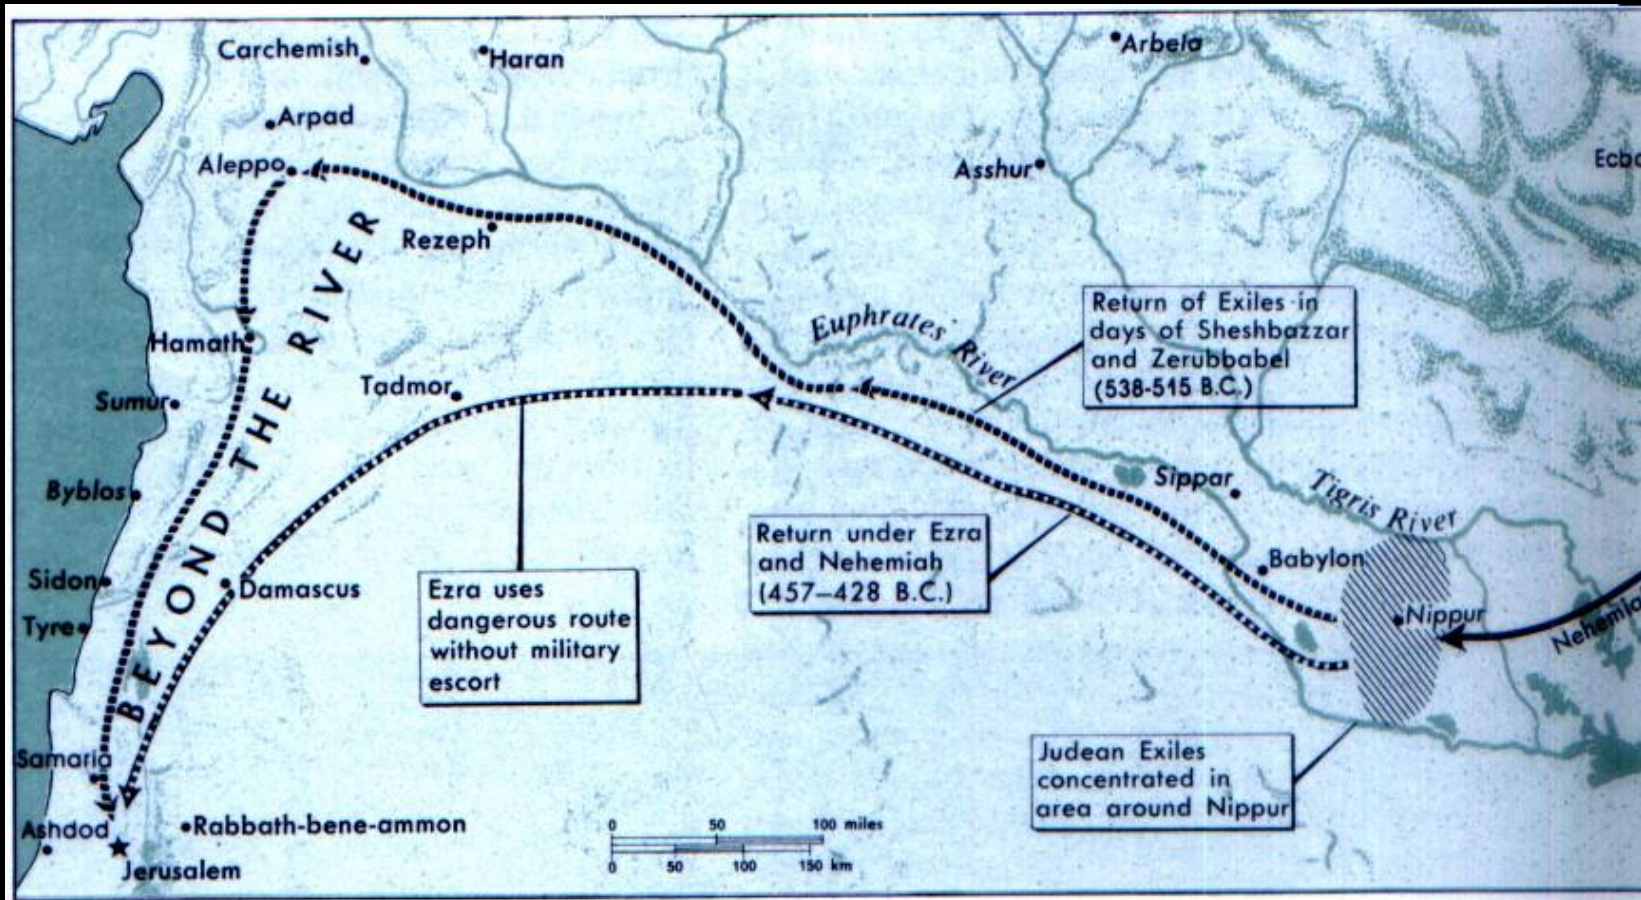 Carchemish
Haran
Arbela
Arpad
Aleppo
Asshur
Rezeph
BEYOND THE RIVER
Return of Exiles in
days of Sheshbazzar
and Zerubbabel
(538-515 B.C.)
Euphrates River
Hamath
Tadmor
Sumur
Sippar
Byblos
Tigris River
Return under Ezra
and Nehemiah
(457–428 B.C.)
Babylon
Sidon
Damascus
Ezra uses
dangerous route
without military
escort
Nippur
Tyre
Judean Exiles
concentrated in
area around Nippur
Samaria
Rabbath-bene-ammon
Ashdod
Jerusalem
0 50 100 miles
0 50 100 150 km